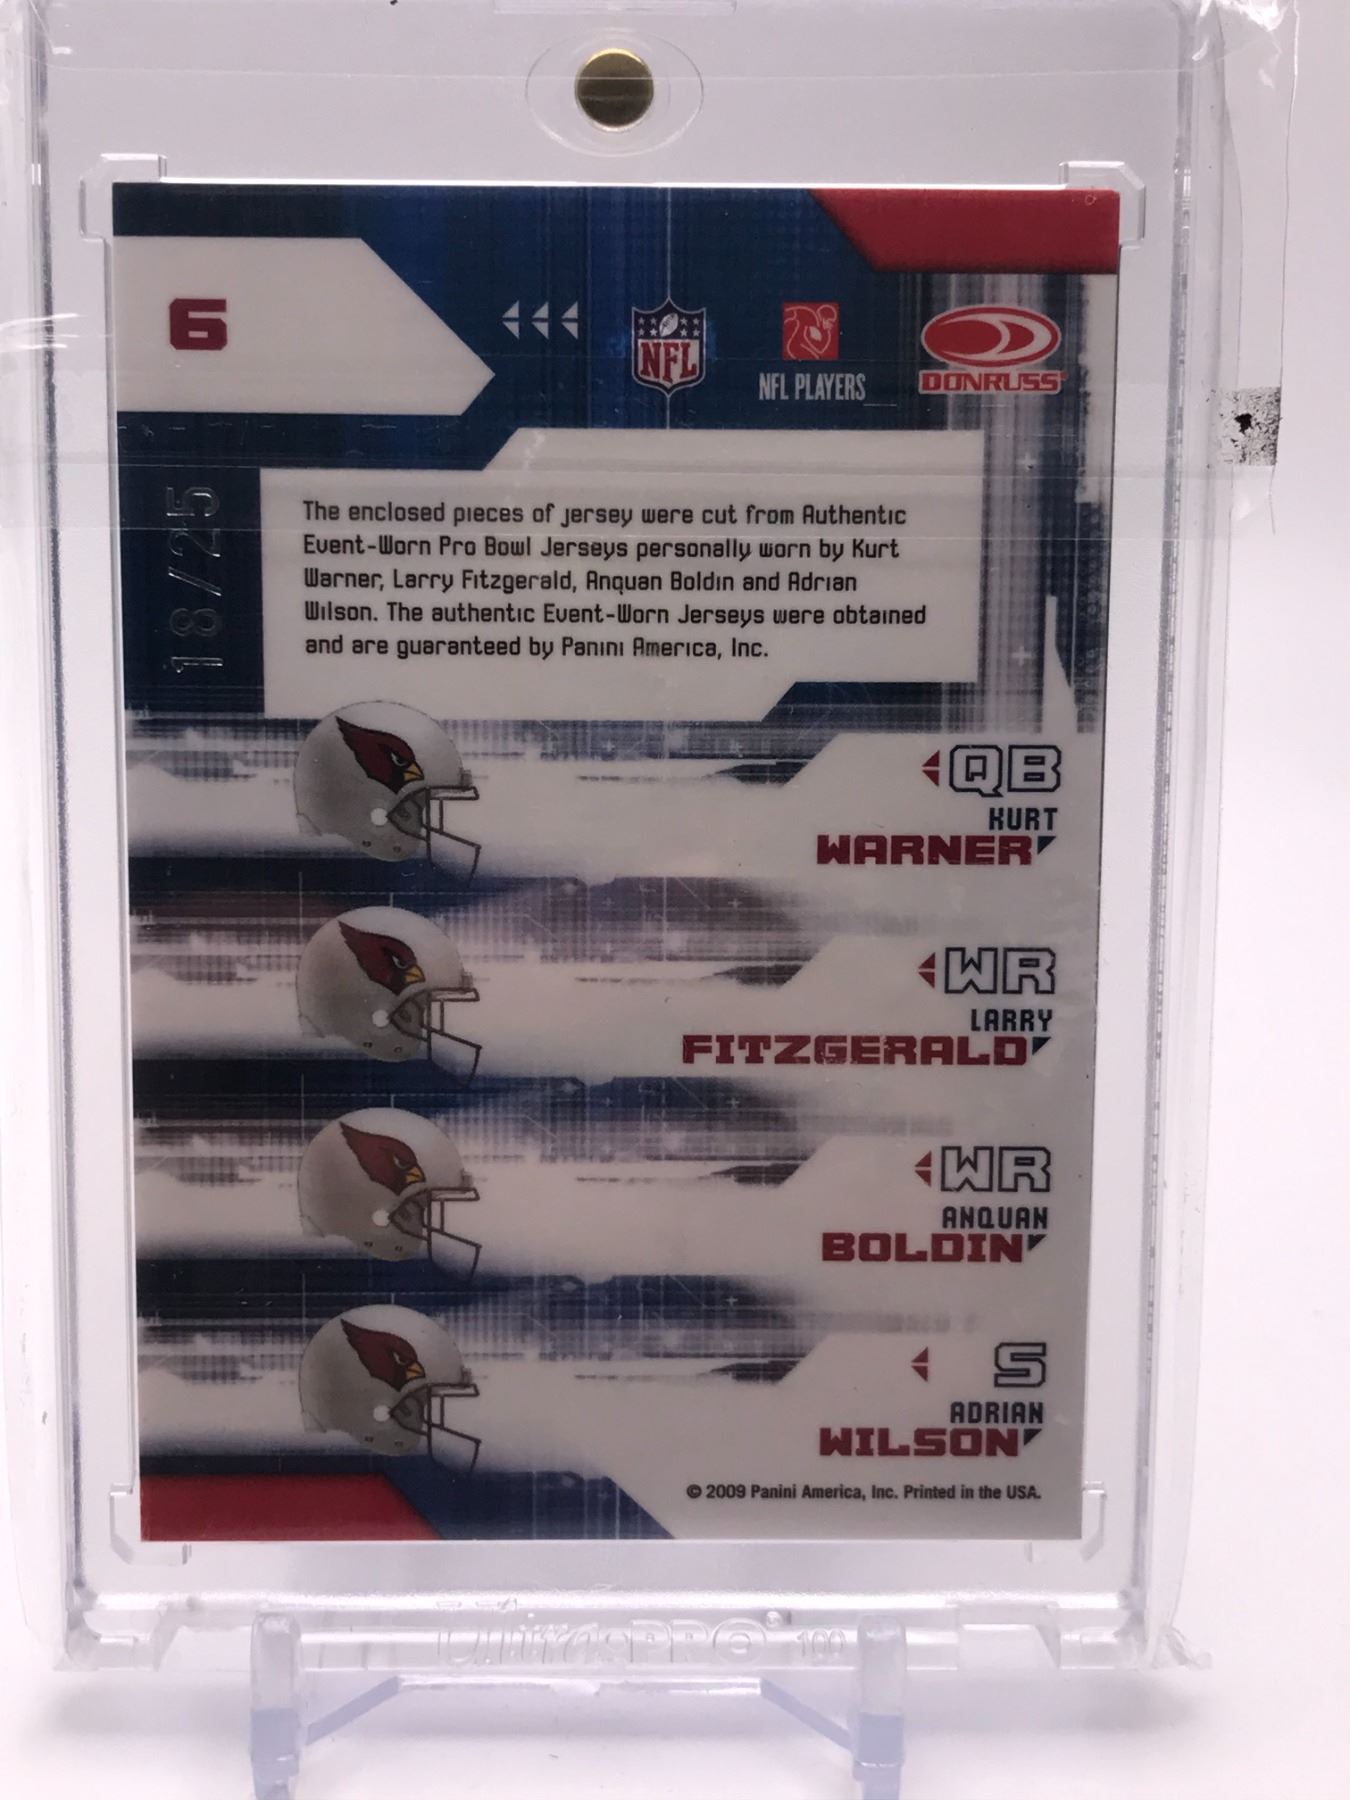 6
NFL
NFL PLAYERS
DONRUSS
18/25
The enclosed pieces of jersey were cut from Authentic
Event-Worn Pro Bowl Jerseys personally worn by Kurt
Warner, Larry Fitzgerald, Anquan Boldin and Adrian
Wilson. The authentic Event-Worn Jerseys were obtained
and are guaranteed by Panini America, Inc.
QB
KURT
WARNER
WR
LARRY
FITZGERALD
WR
ANQUAN
BOLDIN
S
ADRIAN
WILSON
© 2009 Panini America, Inc. Printed in the USA.
Ultra PRO® 100